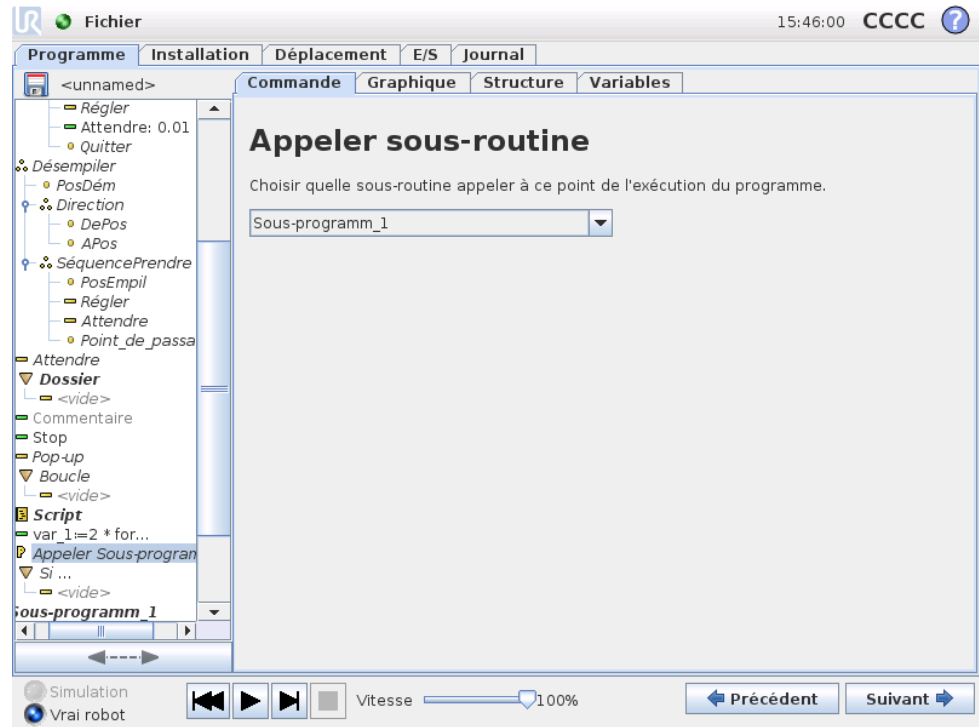 UR Fichier 15:46:00 CCCC ?
Programme Installation Déplacement E/S Journal
<unnamed>
Commande Graphique Structure Variables
Régler
Attendre: 0.01
Quitter
Désempiler
PosDém
Direction
DePos
APos
SéquencePrendre
PosEmpil
Régler
Attendre
Point_de_passa
Attendre
Dossier
<vide>
Commentaire
Stop
Pop-up
Boucle
<vide>
Script
var_1:=2 * for...
Appeler Sous-program
Si ...
<vide>
Sous-programm_1
Appeler sous-routine
Choisir quelle sous-routine appeler à ce point de l'exécution du programme.
Sous-programm_1
Simulation
Vrai robot
Vitesse 100%
Précédent Suivant